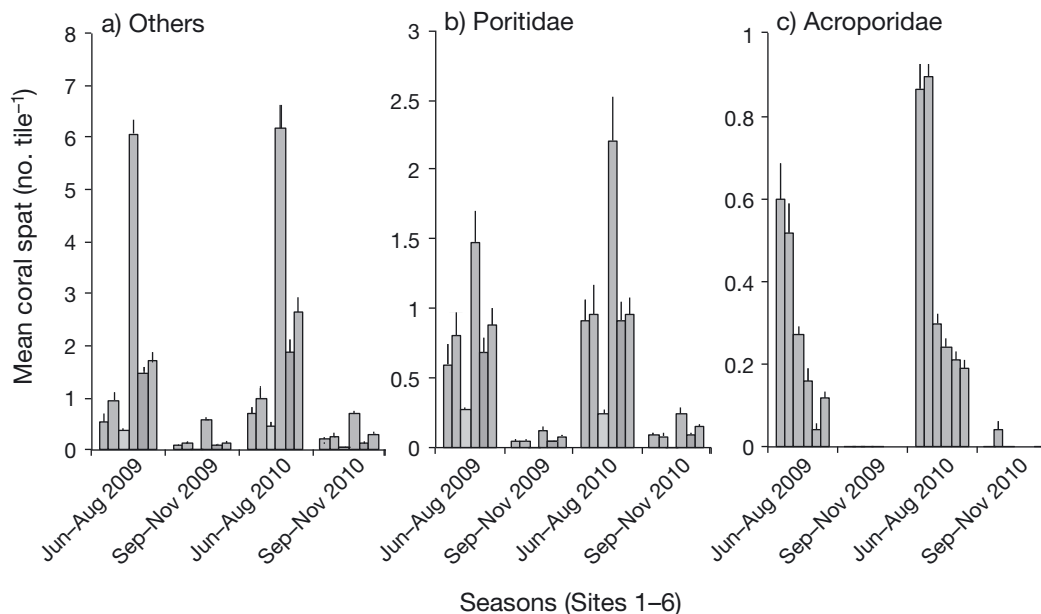 a) Others
b) Poritidae
c) Acroporidae
Mean coral spat (no. tile⁻¹)
8
7
6
5
4
3
2
1
0
3
2.5
2
1.5
1
0.5
0
1
0.8
0.6
0.4
0.2
0
Jun–Aug 2009
Sep–Nov 2009
Jun–Aug 2010
Sep–Nov 2010
Jun–Aug 2009
Sep–Nov 2009
Jun–Aug 2010
Sep–Nov 2010
Jun–Aug 2009
Sep–Nov 2009
Jun–Aug 2010
Sep–Nov 2010
Seasons (Sites 1–6)